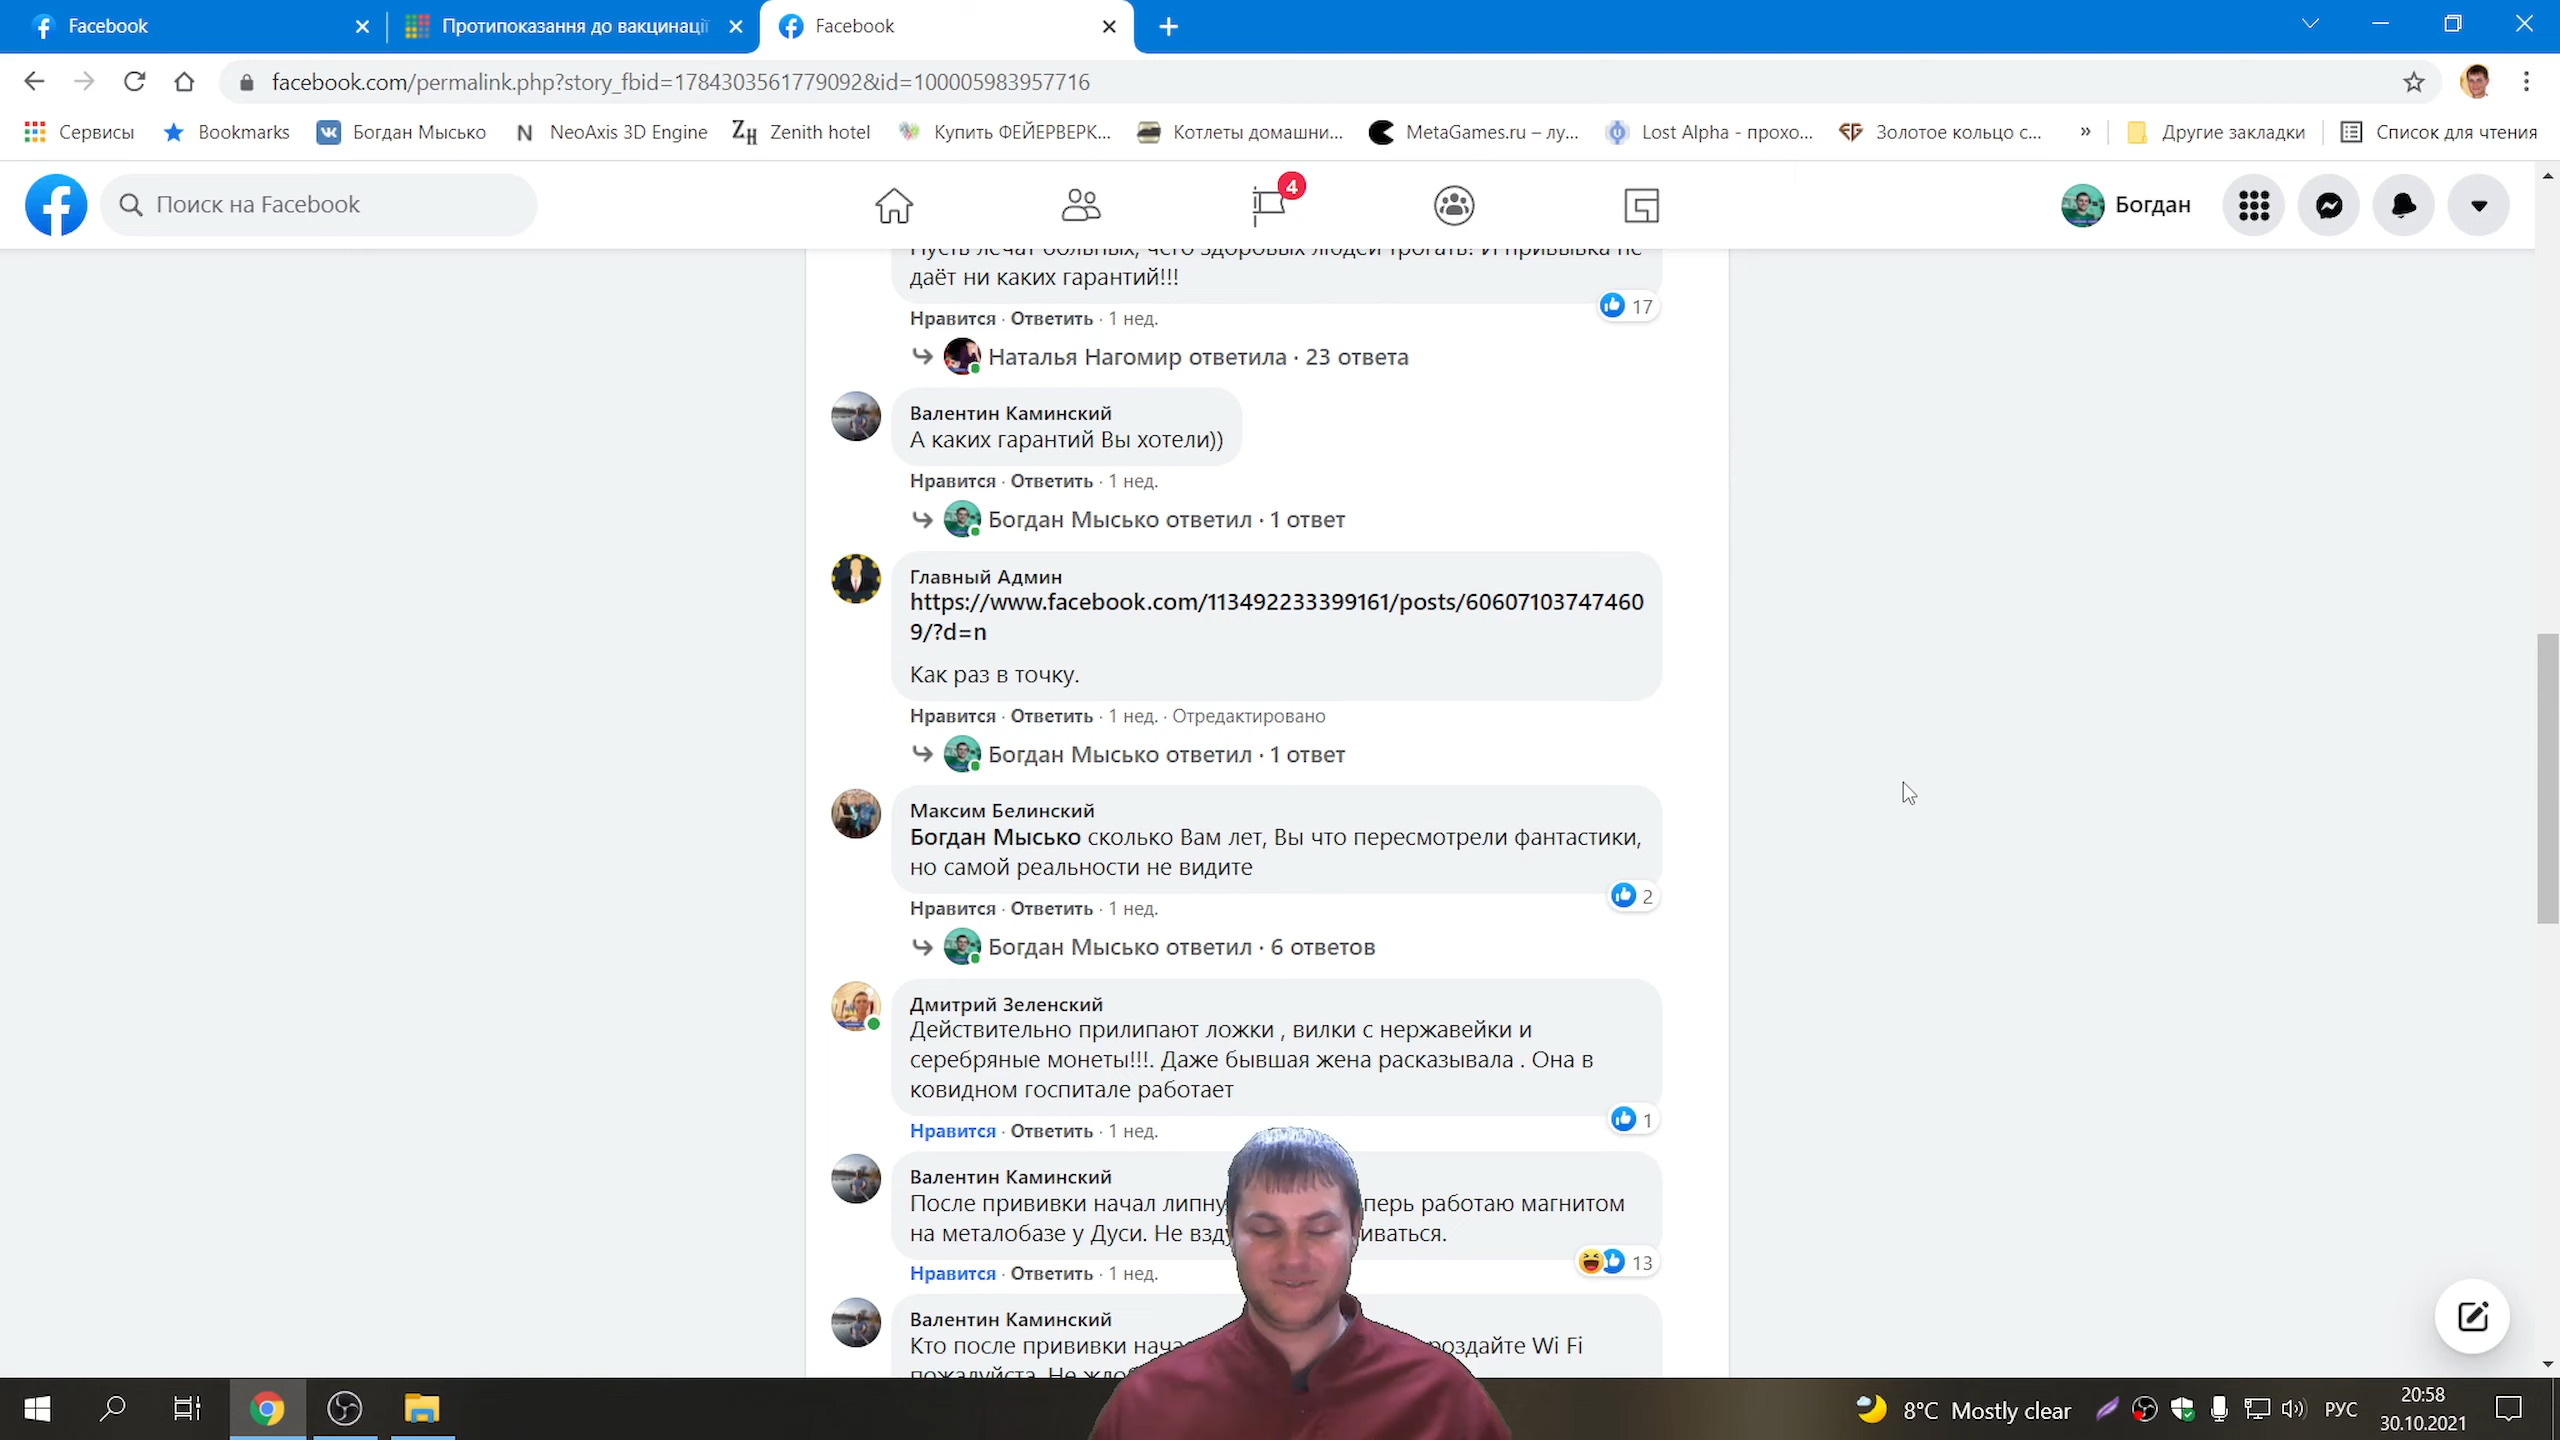 Facebook
Протипоказання до вакцинації
Facebook
facebook.com/permalink.php?story_fbid=1784303561779092&id=100005983957716
Сервисы
Bookmarks
Богдан Мысько
NeoAxis 3D Engine
Zenith hotel
Купить ФЕЙЕРВЕРК...
Котлеты домашни...
MetaGames.ru – лу...
Lost Alpha - прохо...
Золотое кольцо с...
»
Другие закладки
Список для чтения
Поиск на Facebook
4
Богдан
Пусть лечат больных, чего здоровых людей трогать! И привывка не
даёт ни каких гарантий!!!
17
Нравится · Ответить · 1 нед.
Наталья Нагомир ответила · 23 ответа
Валентин Каминский
А каких гарантий Вы хотели))
Нравится · Ответить · 1 нед.
Богдан Мысько ответил · 1 ответ
Главный Админ
https://www.facebook.com/113492233399161/posts/60607103747460
9/?d=n
Как раз в точку.
Нравится · Ответить · 1 нед. · Отредактировано
Богдан Мысько ответил · 1 ответ
Максим Белинский
Богдан Мысько сколько Вам лет, Вы что пересмотрели фантастики,
но самой реальности не видите
2
Нравится · Ответить · 1 нед.
Богдан Мысько ответил · 6 ответов
Дмитрий Зеленский
Действительно прилипают ложки , вилки с нержавейки и
серебряные монеты!!!. Даже бывшая жена расказывала . Она в
ковидном госпитале работает
1
Нравится · Ответить · 1 нед.
Валентин Каминский
После прививки начал липну перь работаю магнитом
на металобазе у Дуси. Не взду иваться.
13
Нравится · Ответить · 1 нед.
Валентин Каминский
Кто после прививки нача роздайте Wi Fi
пожалуйста. Не
8°C Mostly clear
РУС
20:58
30.10.2021